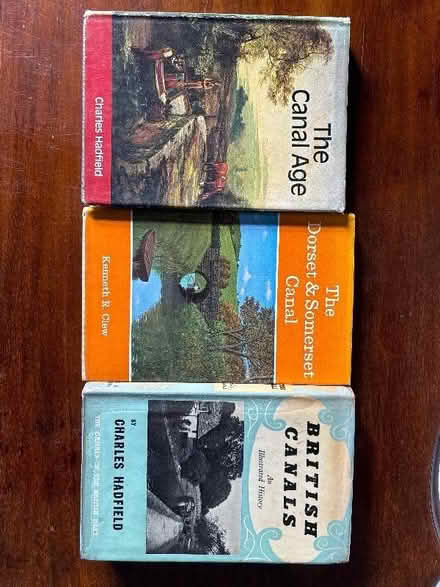 The
Canal Age
Charles Hadfield
The
Dorset & Somerset
Canal
Kenneth R. Clew
BRITISH
CANALS
An
Illustrated History
BY
CHARLES HADFIELD